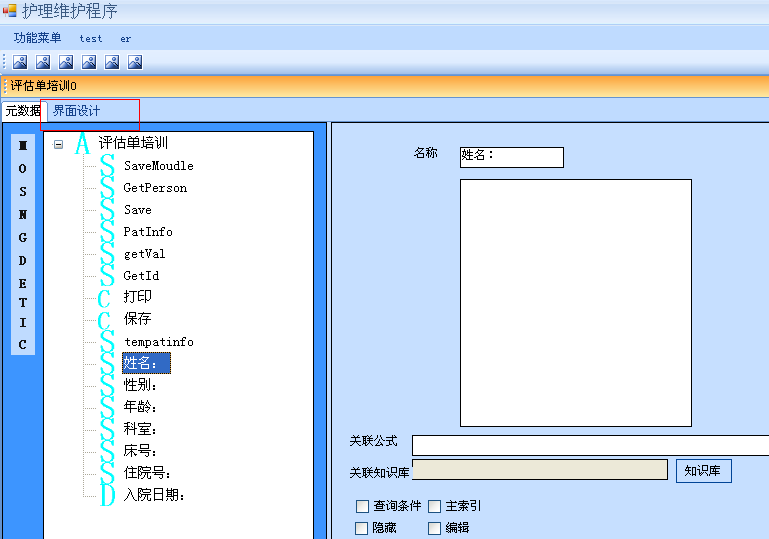 护理维护程序
功能菜单 test er
评估单培训0
元数据 界面设计
M
O
S
N
G
D
E
T
I
C
A 评估单培训
S SaveMoudle
S GetPerson
S Save
S PatInfo
S getVal
S GetId
C 打印
C 保存
S tempatinfo
S 姓名:
S 性别:
S 年龄:
S 科室:
S 床号:
S 住院号:
D 入院日期:
名称 姓名:
关联公式
关联知识库 知识库
查询条件 主索引
隐藏 编辑